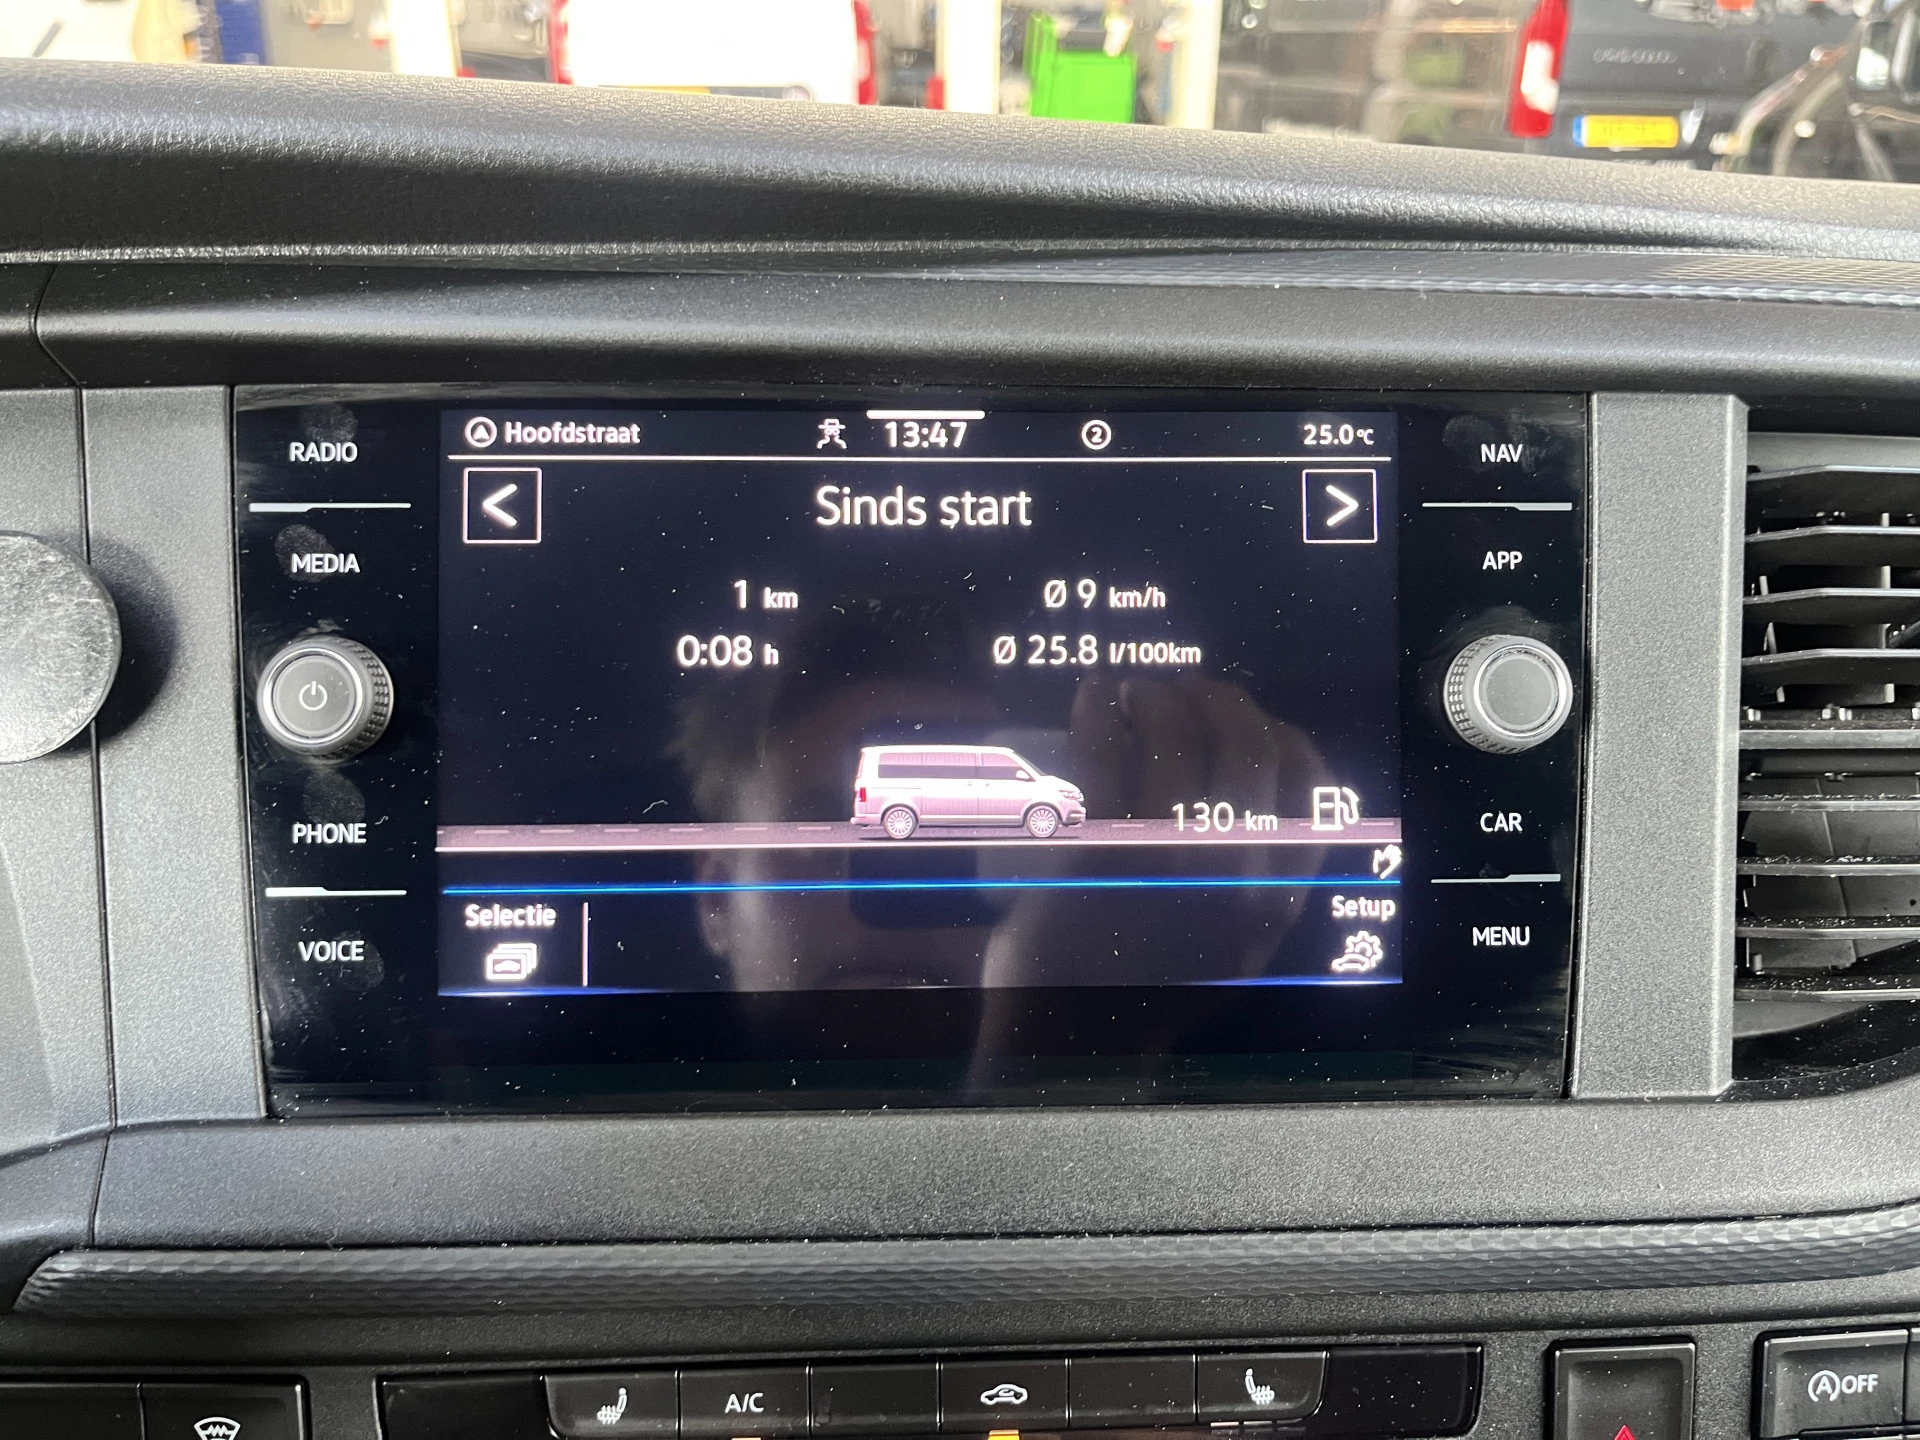 RADIO
MEDIA
PHONE
VOICE
Hoofdstraat
13:47
2
25.0°C
<
Sinds start
>
1 km
Ø 9 km/h
0:08 h
Ø 25.8 l/100km
130 km
Selectie
Setup
NAV
APP
CAR
MENU
A/C
A OFF